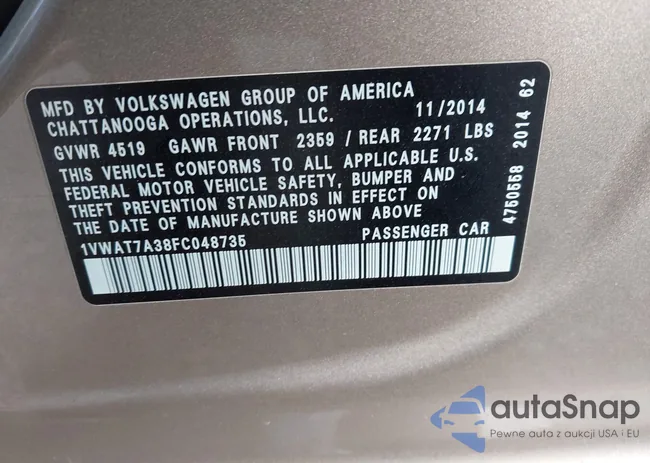 MFD BY VOLKSWAGEN GROUP OF AMERICA
CHATTANOOGA OPERATIONS, LLC. 11/2014
GVWR 4519 GAWR FRONT 2359 / REAR 2271 LBS
THIS VEHICLE CONFORMS TO ALL APPLICABLE U.S.
FEDERAL MOTOR VEHICLE SAFETY, BUMPER AND
THEFT PREVENTION STANDARDS IN EFFECT ON
THE DATE OF MANUFACTURE SHOWN ABOVE
1VWAT7A38FC048735 PASSENGER CAR
4750558 2014 62
autaSnap
Pewne auta z aukcji USA i EU